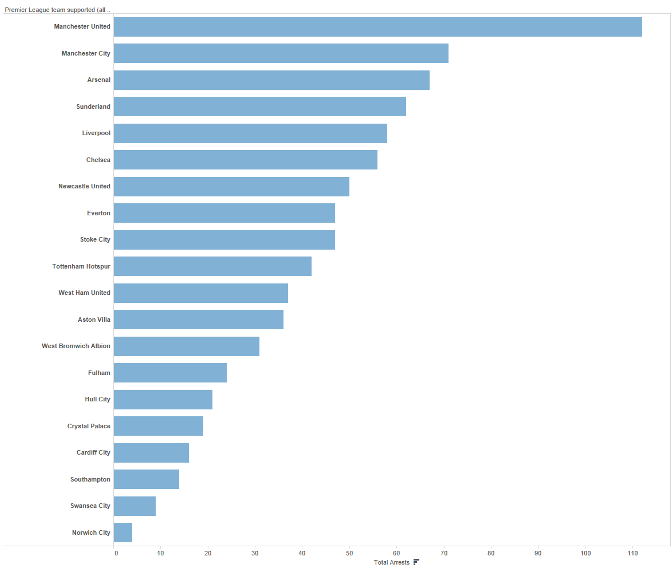 Premier League team supported (all ..
Manchester United
Manchester City
Arsenal
Sunderland
Liverpool
Chelsea
Newcastle United
Everton
Stoke City
Tottenham Hotspur
West Ham United
Aston Villa
West Bromwich Albion
Fulham
Hull City
Crystal Palace
Cardiff City
Southampton
Swansea City
Norwich City
0 10 20 30 40 50 60 70 80 90 100 110
Total Arrests